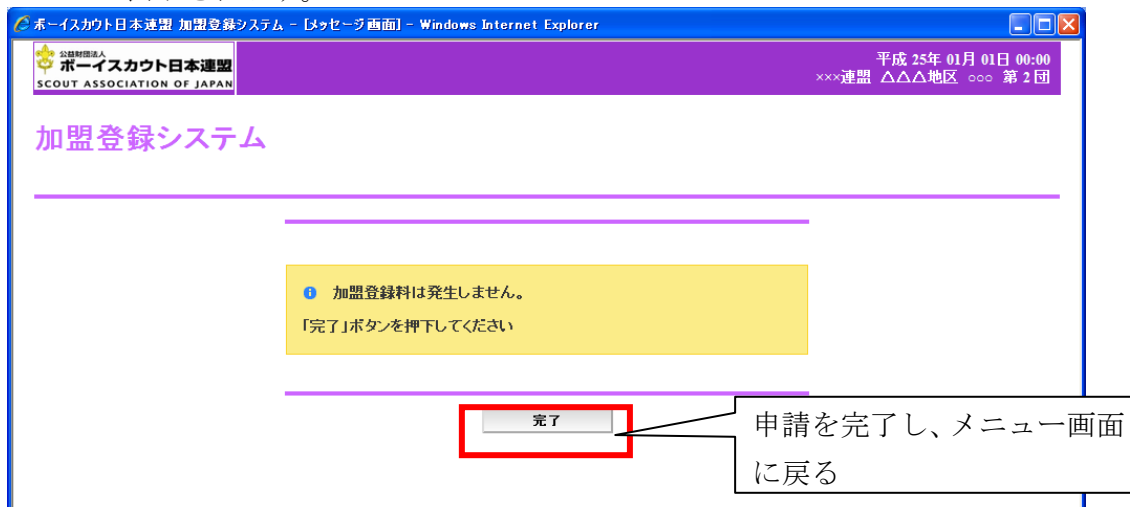 ボーイスカウト日本連盟 加盟登録システム - [メッセージ画面] - Windows Internet Explorer
公益財団法人
ボーイスカウト日本連盟
SCOUT ASSOCIATION OF JAPAN
平成 25年 01月 01日 00:00
×××連盟 △△△地区 ○○○ 第 2 団
加盟登録システム
加盟登録料は発生しません。
「完了」ボタンを押下してください
完了
申請を完了し、メニュー画面
に戻る